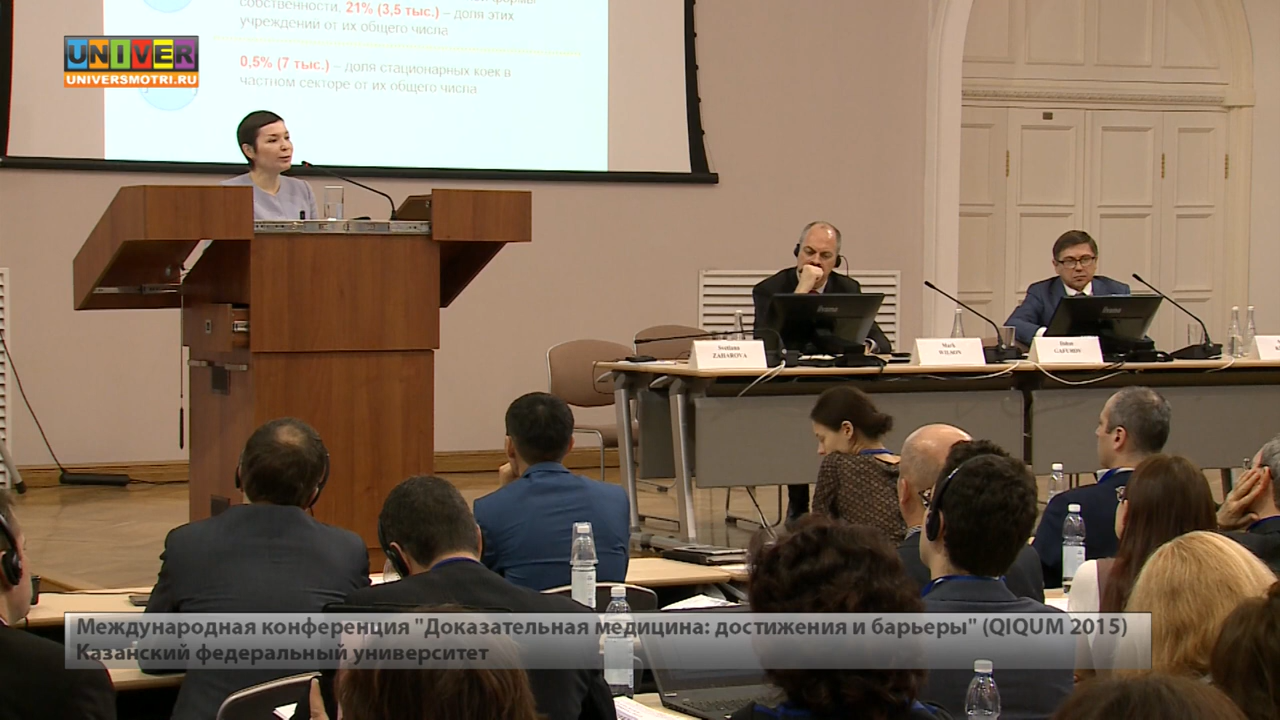 собственности, 21% (3,5 тыс.) – доля этих
учреждении от их общего числа
0,5% (7 тыс.) – доля стационарных коек в
частном секторе от их общего числа
UNIVER
UNIVERSMOTRI.RU
Svetlana
ZAHAROVA
Mark
WILSON
Ildus
GAFUROV
Международная конференция "Доказательная медицина: достижения и барьеры" (QIQUM 2015)
Казанский федеральный университет